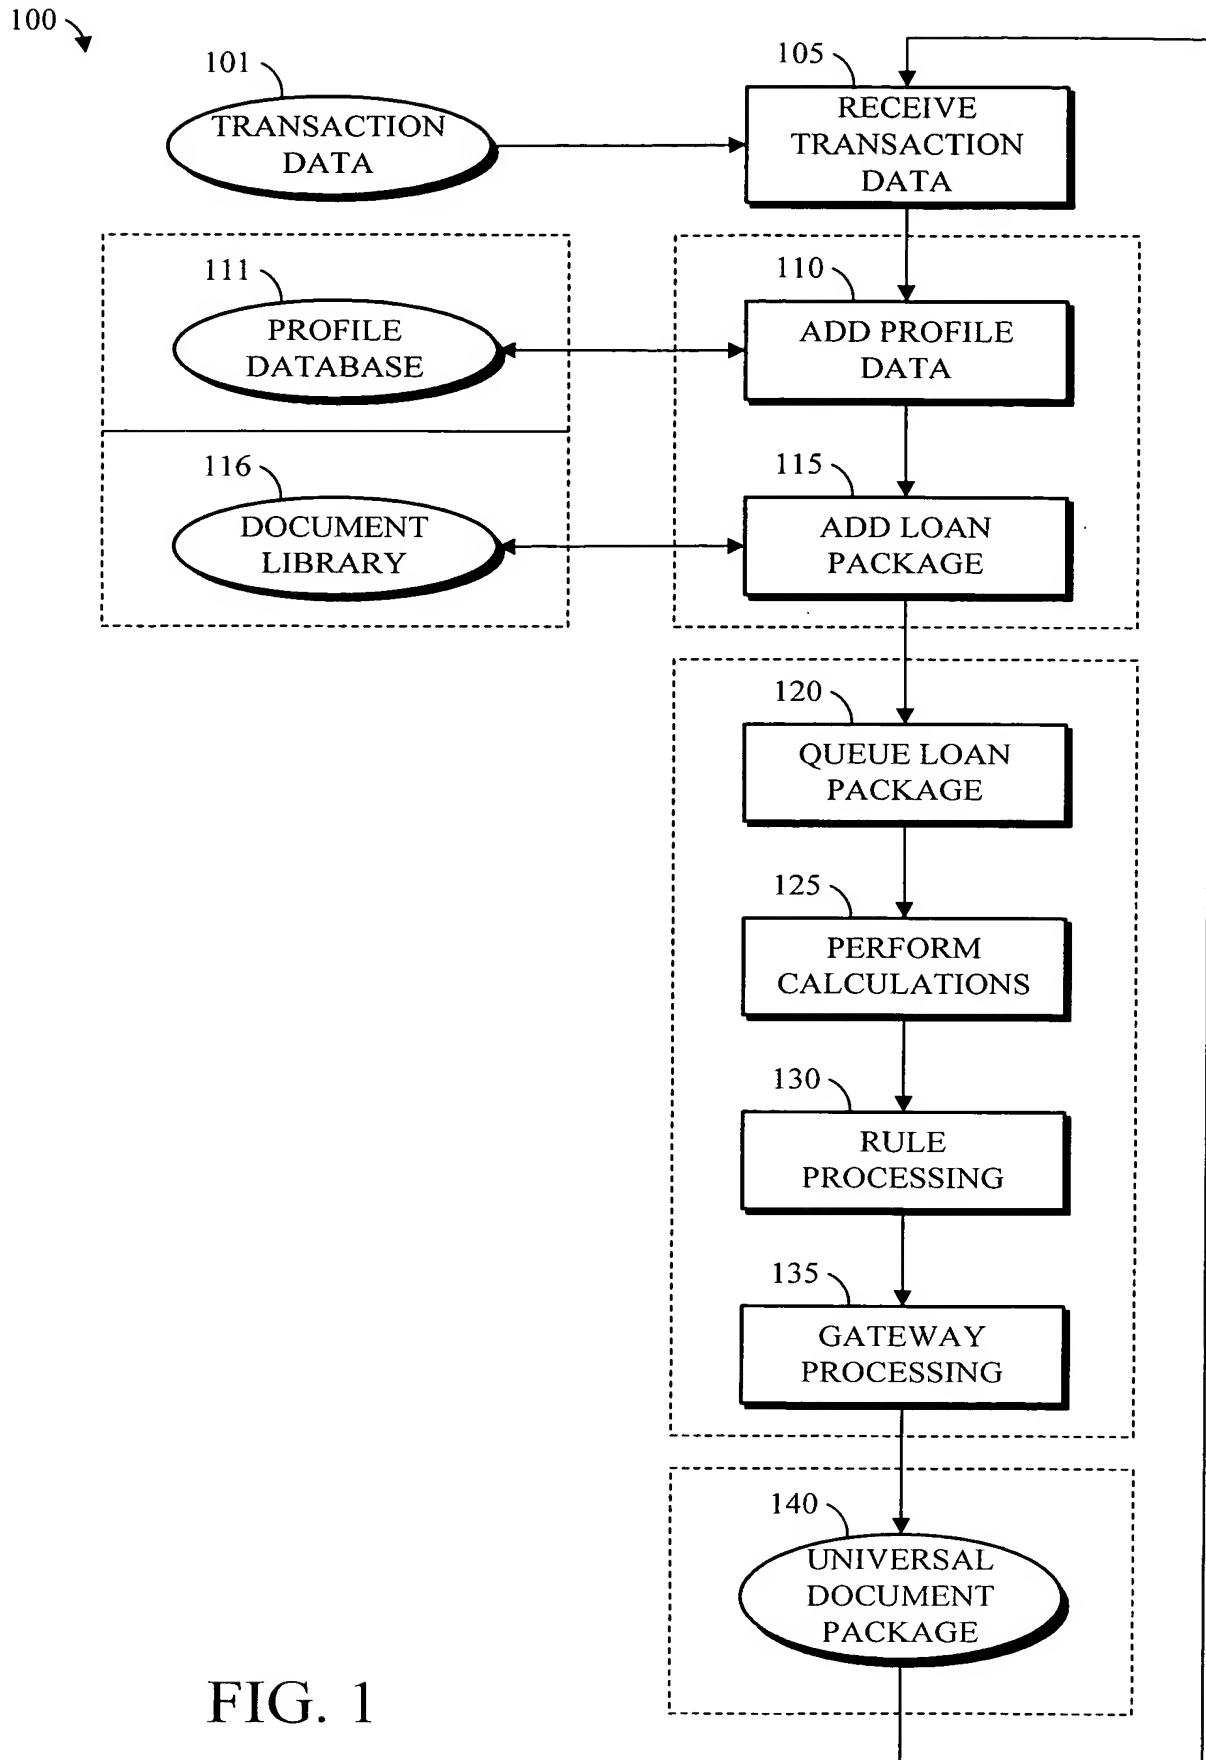 100
101
TRANSACTION
DATA
105
RECEIVE
TRANSACTION
DATA
111
PROFILE
DATABASE
110
ADD PROFILE
DATA
116
DOCUMENT
LIBRARY
115
ADD LOAN
PACKAGE
120
QUEUE LOAN
PACKAGE
125
PERFORM
CALCULATIONS
130
RULE
PROCESSING
135
GATEWAY
PROCESSING
140
UNIVERSAL
DOCUMENT
PACKAGE
FIG. 1